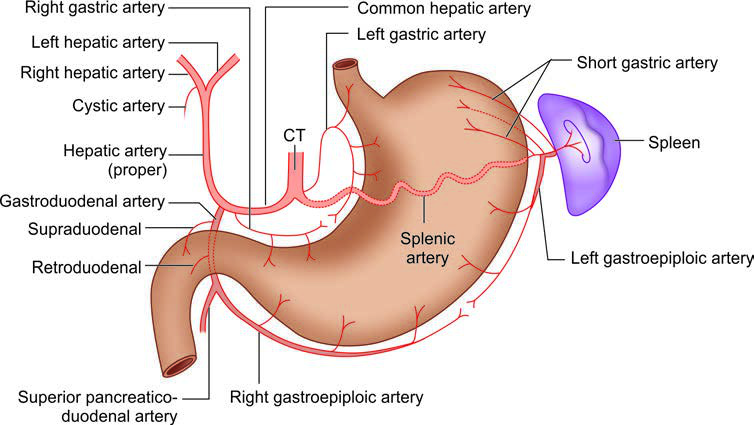 Right gastric artery
Common hepatic artery
Left hepatic artery
Left gastric artery
Right hepatic artery
Short gastric artery
Cystic artery
CT
Spleen
Hepatic artery
(proper)
Gastroduodenal artery
Supraduodenal
Splenic
artery
Left gastroepiploic artery
Retroduodenal
Superior pancreatico-
duodenal artery
Right gastroepiploic artery